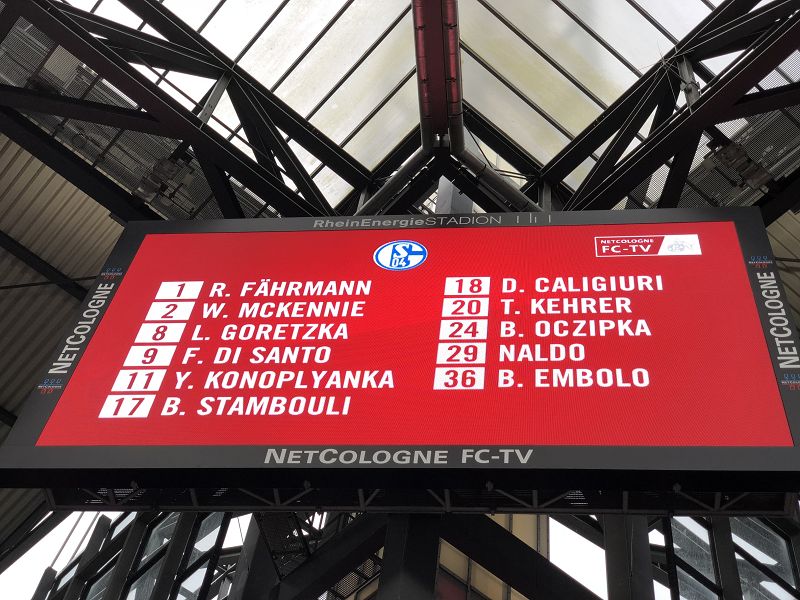 RheinEnergieSTADION
S 04
NETCOLOGNE
FC-TV
1 R. FÄHRMANN
2 W. MCKENNIE
8 L. GORETZKA
9 F. DI SANTO
11 Y. KONOPLYANKA
17 B. STAMBOULI
18 D. CALIGIURI
20 T. KEHRER
24 B. OCZIPKA
29 NALDO
36 B. EMBOLO
NETCOLOGNE
NETCOLOGNE
NETCOLOGNE FC-TV